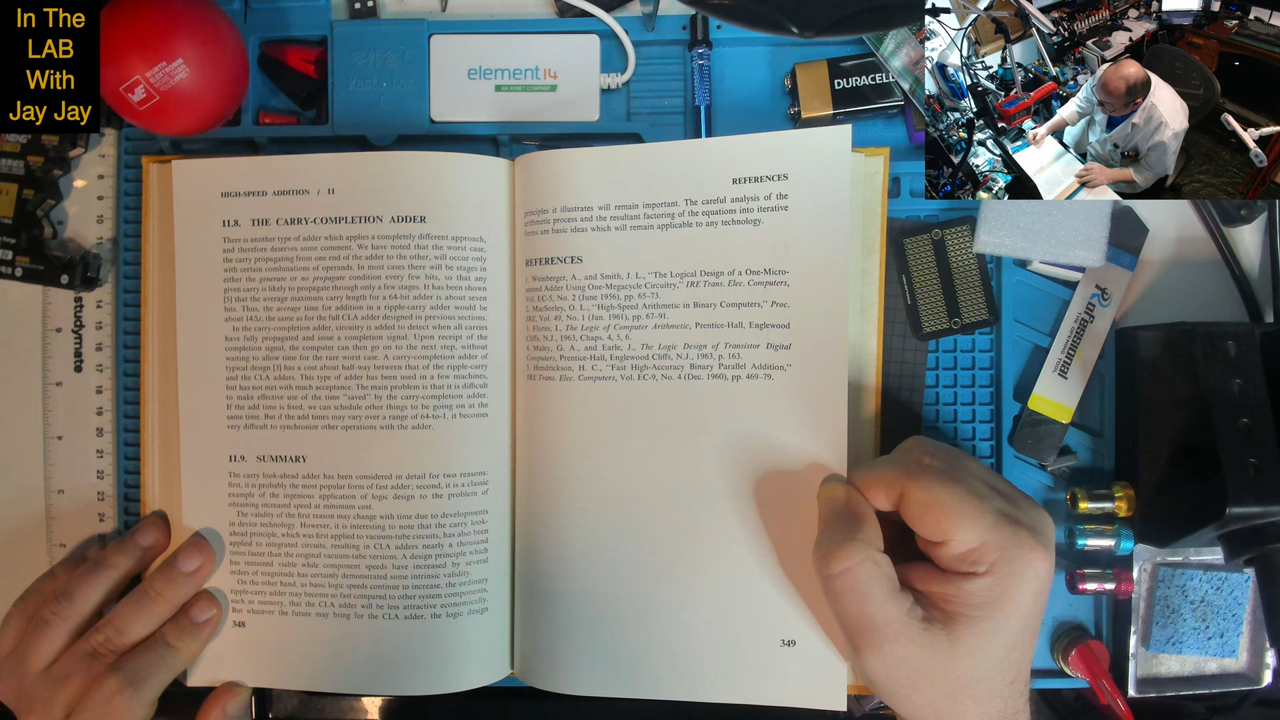 In The
LAB
With
Jay Jay
WÜRTH
ELEKTRONIK
element14
AN AVNET COMPANY
DURACELL
studymate
HIGH-SPEED ADDITION / 11
11.8. THE CARRY-COMPLETION ADDER
There is another type of adder which applies a completely different approach,
and therefore deserves some comment. We have noted that the worst case,
the carry propagating from one end of the adder to the other, will occur only
with certain combinations of operands. In most cases there will be stages in
either the generate or no propagate condition every few bits, so that any
given carry is likely to propagate through only a few stages. It has been shown
[5] that the average maximum carry length for a 64-bit adder is about seven
bits. Thus, the average time for addition in a ripple-carry adder would be
about 14Δt, the same as for the full CLA adder designed in previous sections.
In the carry-completion adder, circuitry is added to detect when all carries
have fully propagated and issue a completion signal. Upon receipt of the
completion signal, the computer can then go on to the next step, without
waiting to allow time for the rare worst case. A carry-completion adder of
typical design [3] has a cost about half-way between that of the ripple-carry
and the CLA adders. This type of adder has been used in a few machines,
but has not met with much acceptance. The main problem is that it is difficult
to make effective use of the time "saved" by the carry-completion adder.
If the add time is fixed, we can schedule other things to be going on at the
same time. But if the add times may vary over a range of 64-to-1, it becomes
very difficult to synchronize other operations with the adder.
11.9. SUMMARY
The carry look-ahead adder has been considered in detail for two reasons:
first, it is probably the most popular form of fast adder; second, it is a classic
example of the ingenious application of logic design to the problem of
obtaining increased speed at minimum cost.
The validity of the first reason may change with time due to developments
in device technology. However, it is interesting to note that the carry look-
ahead principle, which was first applied to vacuum-tube circuits, has also been
applied to integrated circuits, resulting in CLA adders nearly a thousand
times faster than the original vacuum-tube versions. A design principle which
has remained viable while component speeds have increased by several
orders of magnitude has certainly demonstrated some intrinsic validity.
On the other hand, as basic logic speeds continue to increase, the ordinary
ripple-carry adder may become so fast compared to other system components,
such as memory, that the CLA adder will be less attractive economically.
But whatever the future may bring for the CLA adder, the logic design
348
REFERENCES
principles it illustrates will remain important. The careful analysis of the
arithmetic process and the resultant factoring of the equations into iterative
forms are basic ideas which will remain applicable to any technology.
REFERENCES
1. Weinberger, A., and Smith, J. L., "The Logical Design of a One-Micro-
second Adder Using One-Megacycle Circuitry," IRE Trans. Elec. Computers,
Vol. EC-5, No. 2 (June 1956), pp. 65-73.
2. MacSorley, O. L., "High-Speed Arithmetic in Binary Computers," Proc.
IRE, Vol. 49, No. 1 (Jan. 1961), pp. 67-91.
3. Flores, I., The Logic of Computer Arithmetic, Prentice-Hall, Englewood
Cliffs, N.J., 1963, Chaps. 4, 5, 6.
4. Maley, G. A., and Earle, J., The Logic Design of Transistor Digital
Computers, Prentice-Hall, Englewood Cliffs, N.J., 1963, p. 163.
5. Hendrickson, H. C., "Fast High-Accuracy Binary Parallel Addition,"
IRE Trans. Elec. Computers, Vol. EC-9, No. 4 (Dec. 1960), pp. 469-79.
349